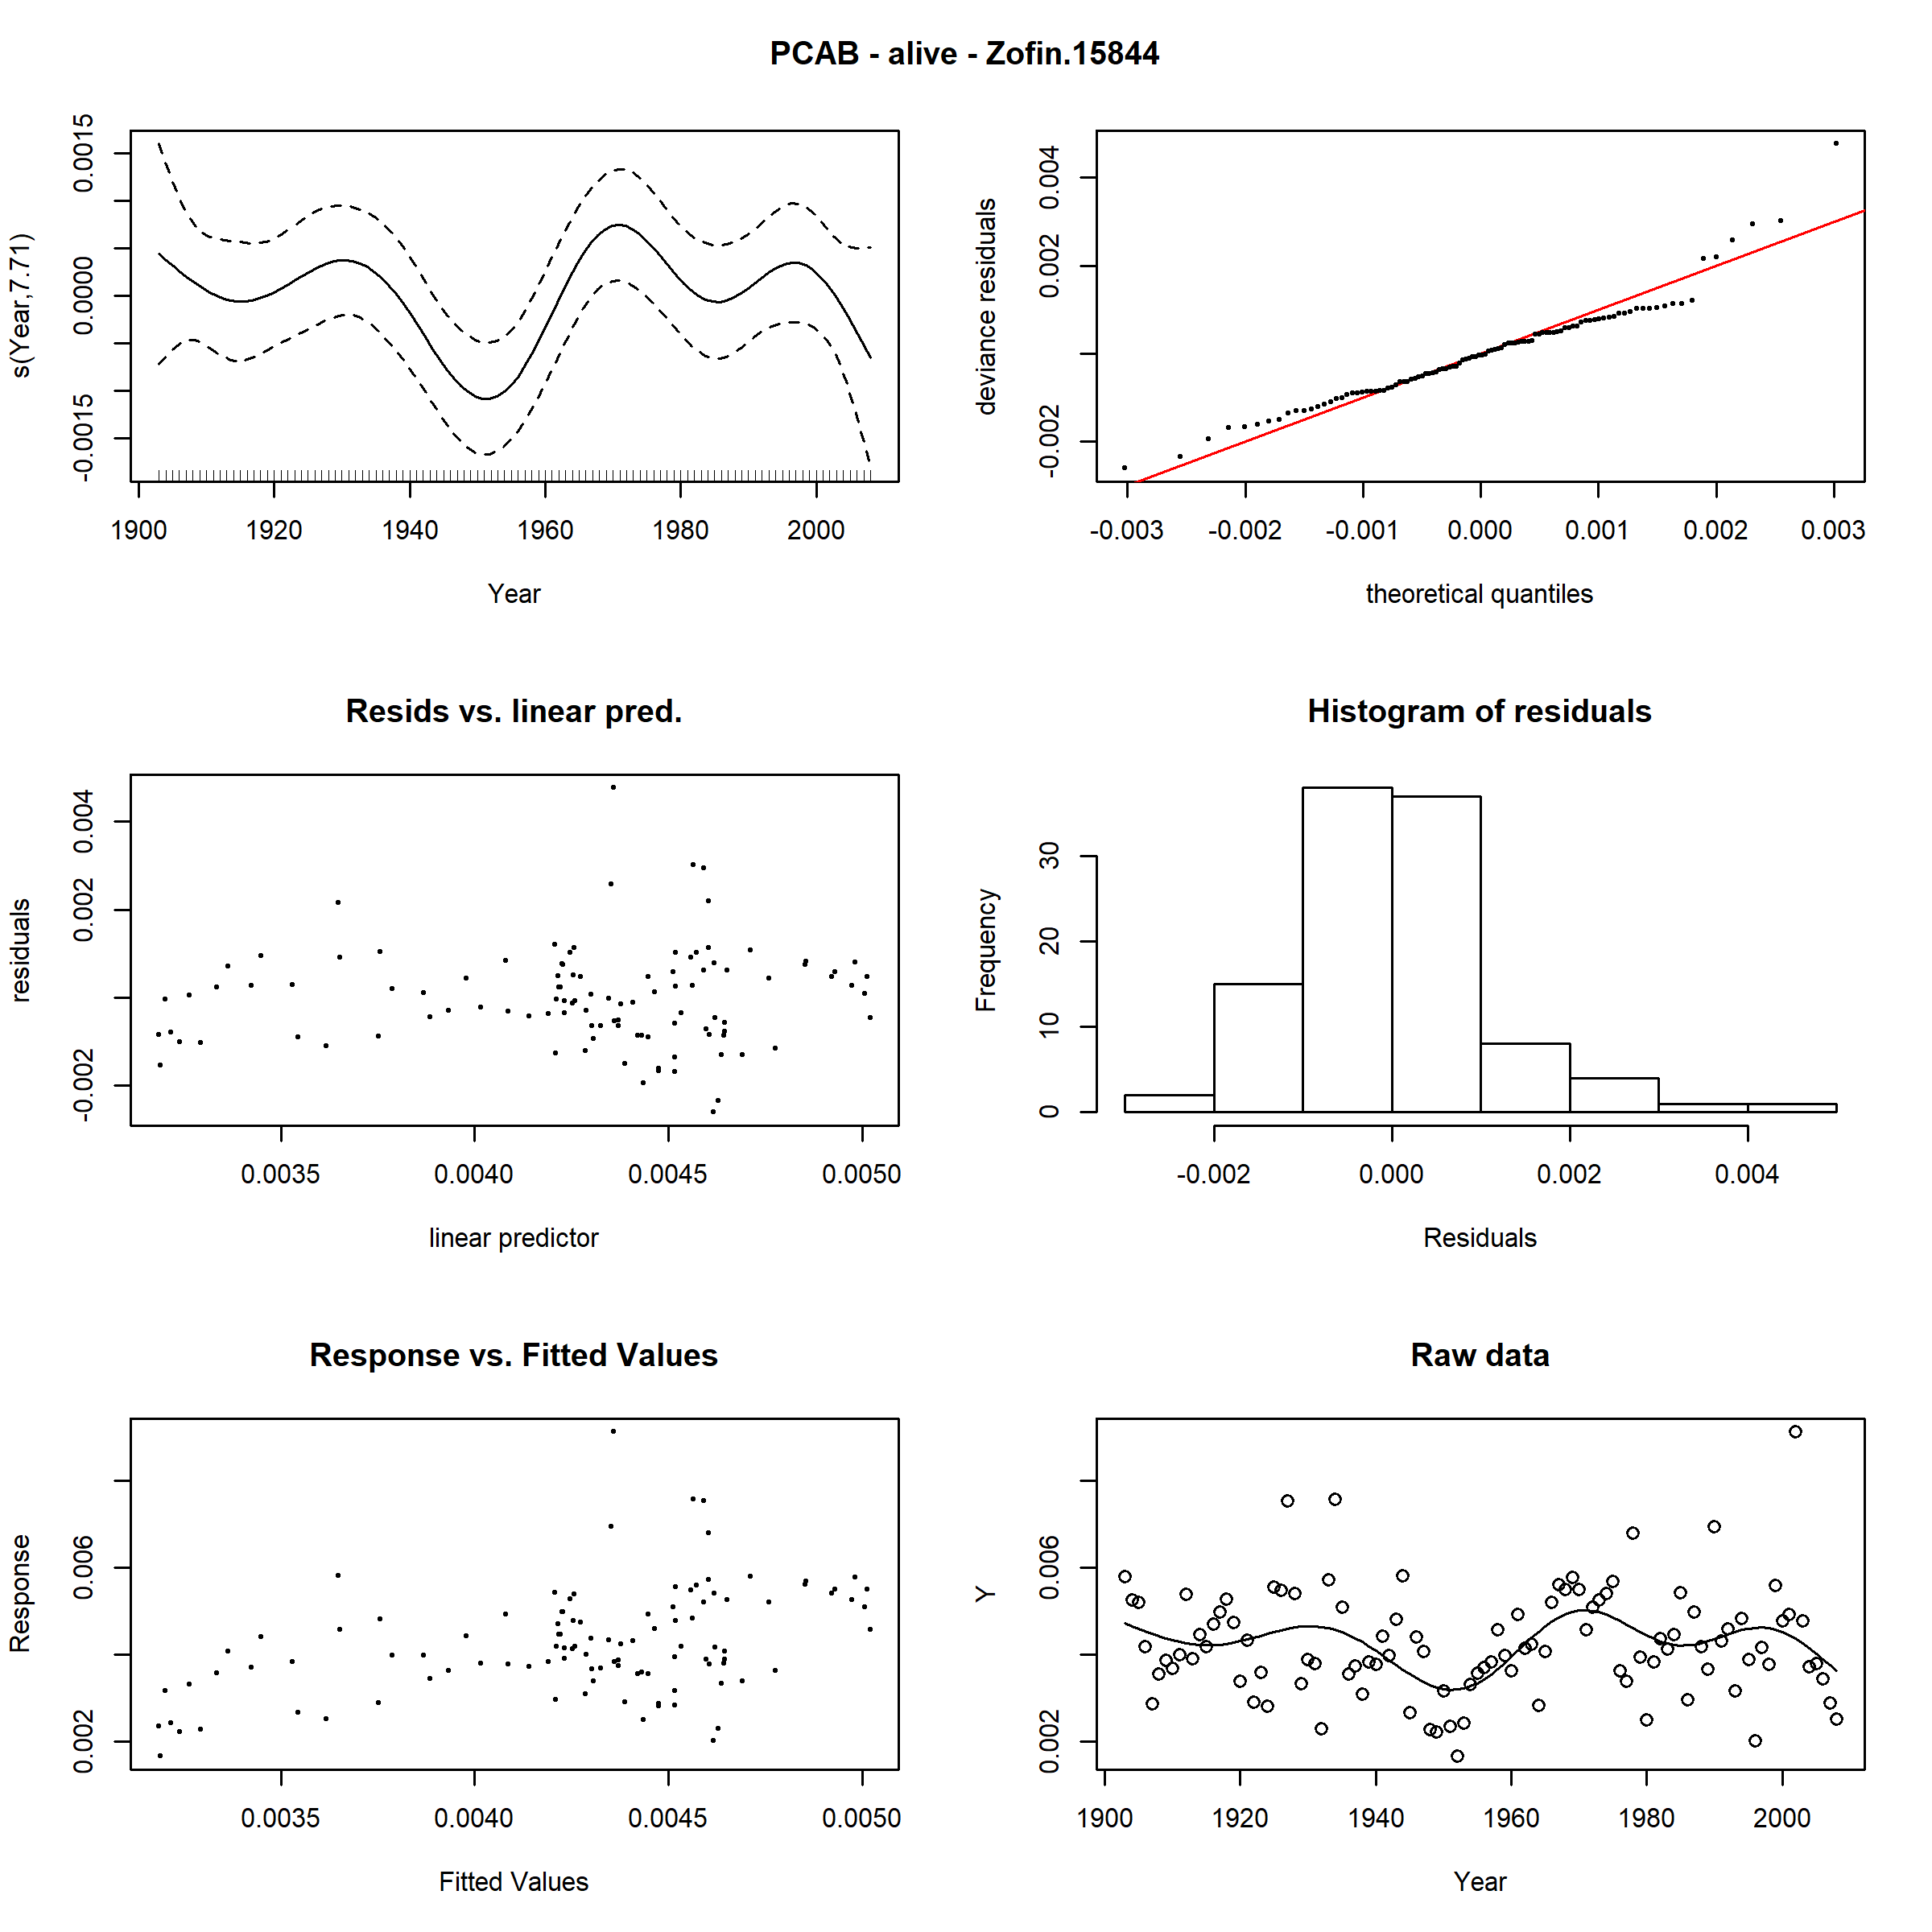 PCAB - alive - Zofin.15844
s(Year,7.71)
-0.0015 0.0000 0.0015
1900 1920 1940 1960 1980 2000
Year
deviance residuals
-0.002 0.002 0.004
-0.003 -0.002 -0.001 0.000 0.001 0.002 0.003
theoretical quantiles
Resids vs. linear pred.
residuals
-0.002 0.002 0.004
0.0035 0.0040 0.0045 0.0050
linear predictor
Histogram of residuals
Frequency
0 10 20 30
-0.002 0.000 0.002 0.004
Residuals
Response vs. Fitted Values
Response
0.002 0.006
0.0035 0.0040 0.0045 0.0050
Fitted Values
Raw data
Y
0.002 0.006
1900 1920 1940 1960 1980 2000
Year